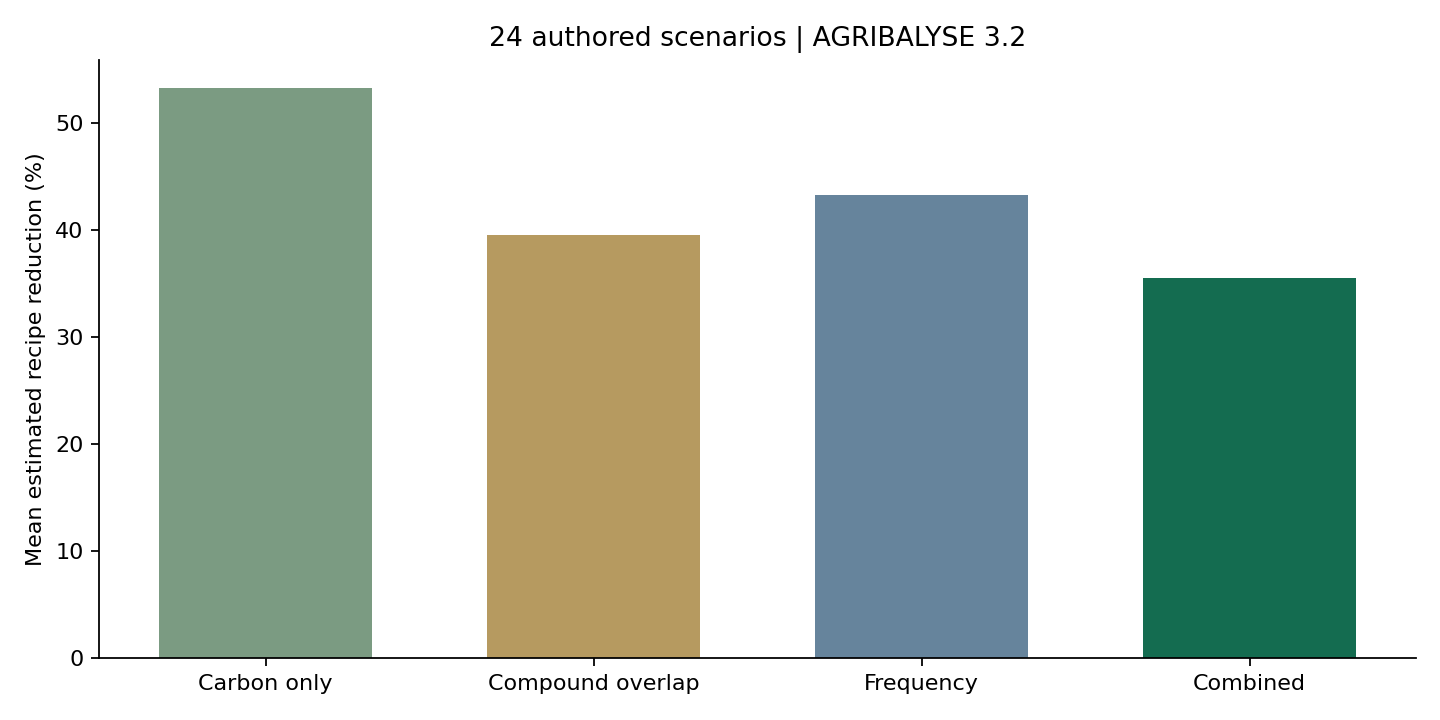 24 authored scenarios | AGRIBALYSE 3.2
Mean estimated recipe reduction (%)
50
40
30
20
10
0
Carbon only
Compound overlap
Frequency
Combined